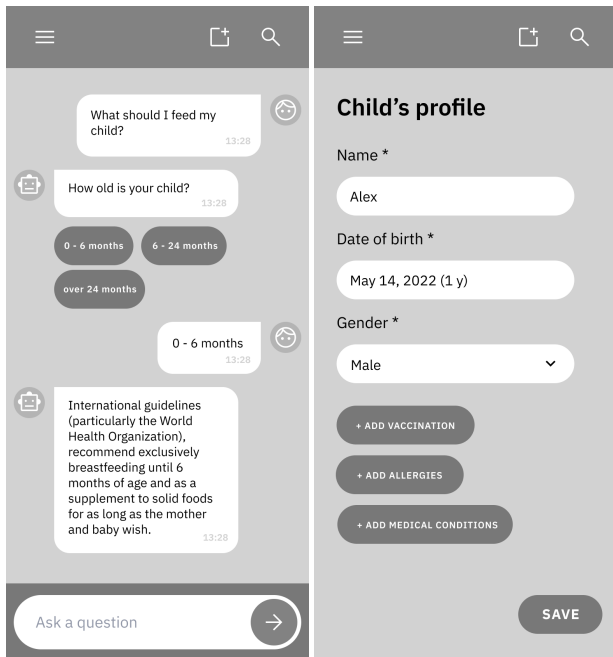 What should I feed my
child?
13:28
How old is your child?
13:28
0 - 6 months
6 - 24 months
over 24 months
0 - 6 months
13:28
International guidelines
(particularly the World
Health Organization),
recommend exclusively
breastfeeding until 6
months of age and as a
supplement to solid foods
for as long as the mother
and baby wish.
13:28
Ask a question
Child's profile
Name *
Alex
Date of birth *
May 14, 2022 (1 y)
Gender *
Male
+ ADD VACCINATION
+ ADD ALLERGIES
+ ADD MEDICAL CONDITIONS
SAVE